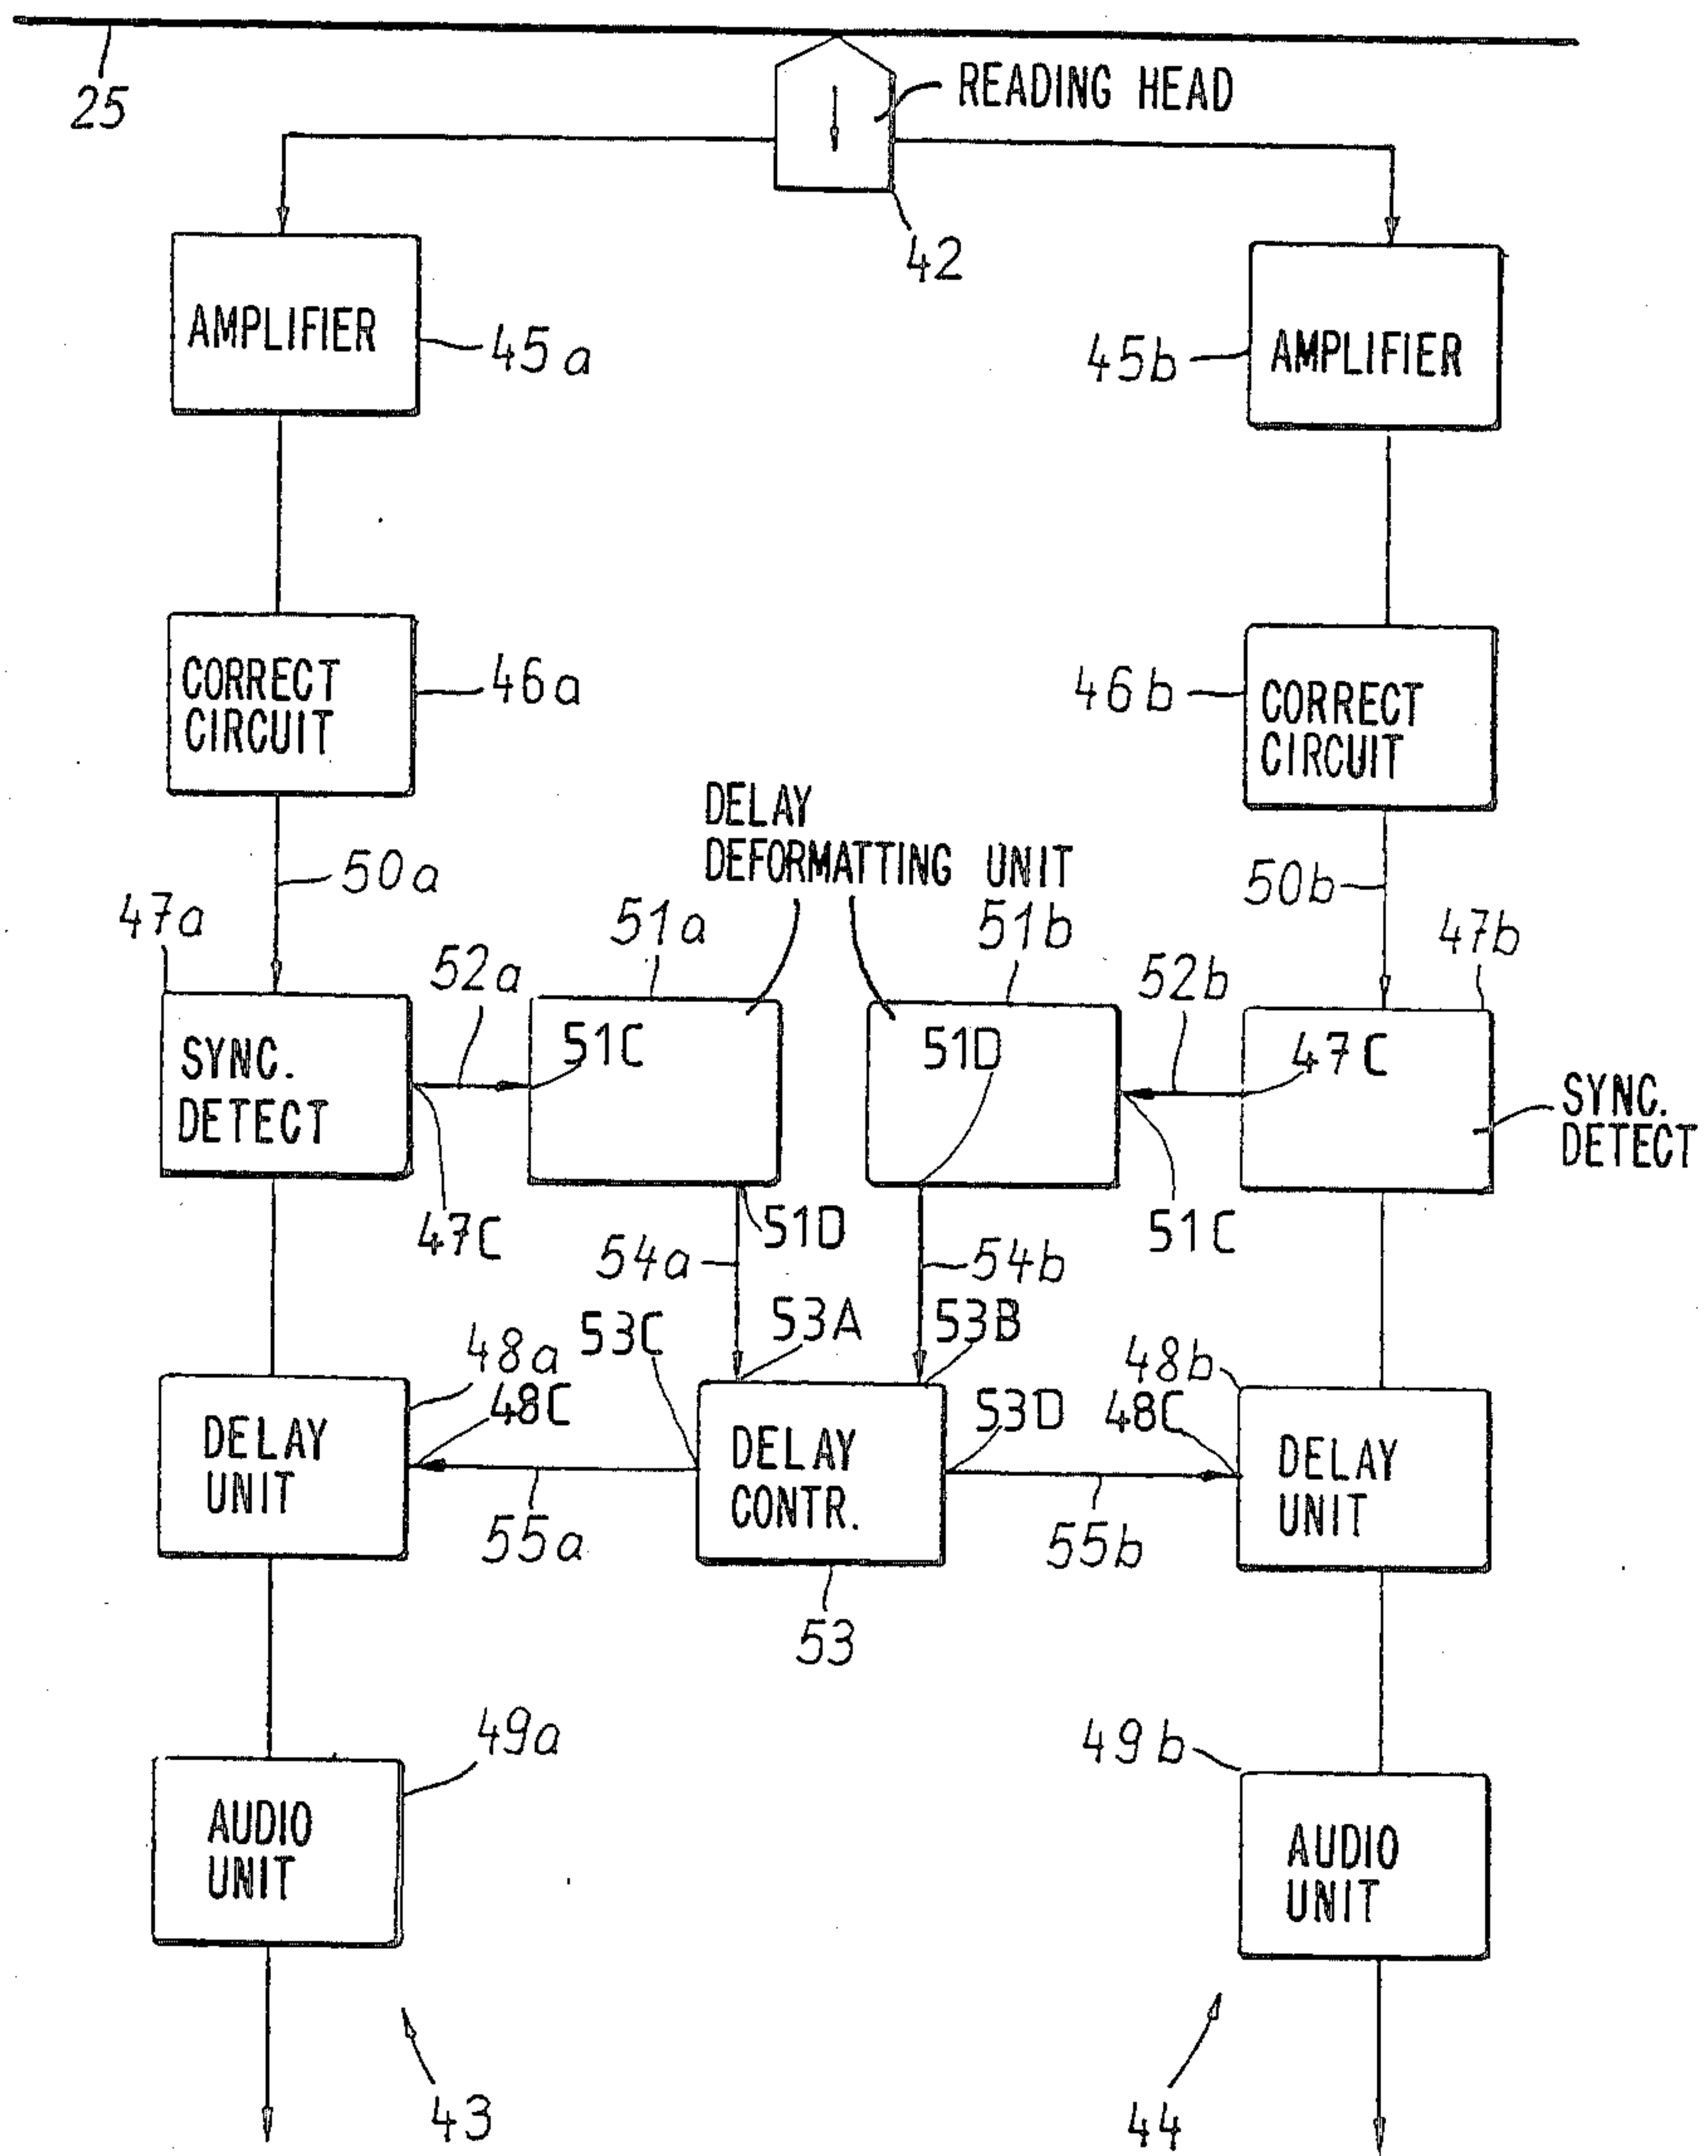 25
READING HEAD
42
AMPLIFIER
45a
45b
AMPLIFIER
CORRECT
CIRCUIT
46a
46b
CORRECT
CIRCUIT
DELAY
DEFORMATTING UNIT
50a
50b
47a
51a
51b
47b
52a
52b
SYNC.
DETECT
51C
51D
47C
SYNC.
DETECT
47C
51D
51C
54a
54b
53C
53A
53B
48a
48b
48C
53D
48C
DELAY
UNIT
DELAY
CONTR.
DELAY
UNIT
55a
55b
53
49a
49b
AUDIO
UNIT
AUDIO
UNIT
43
44